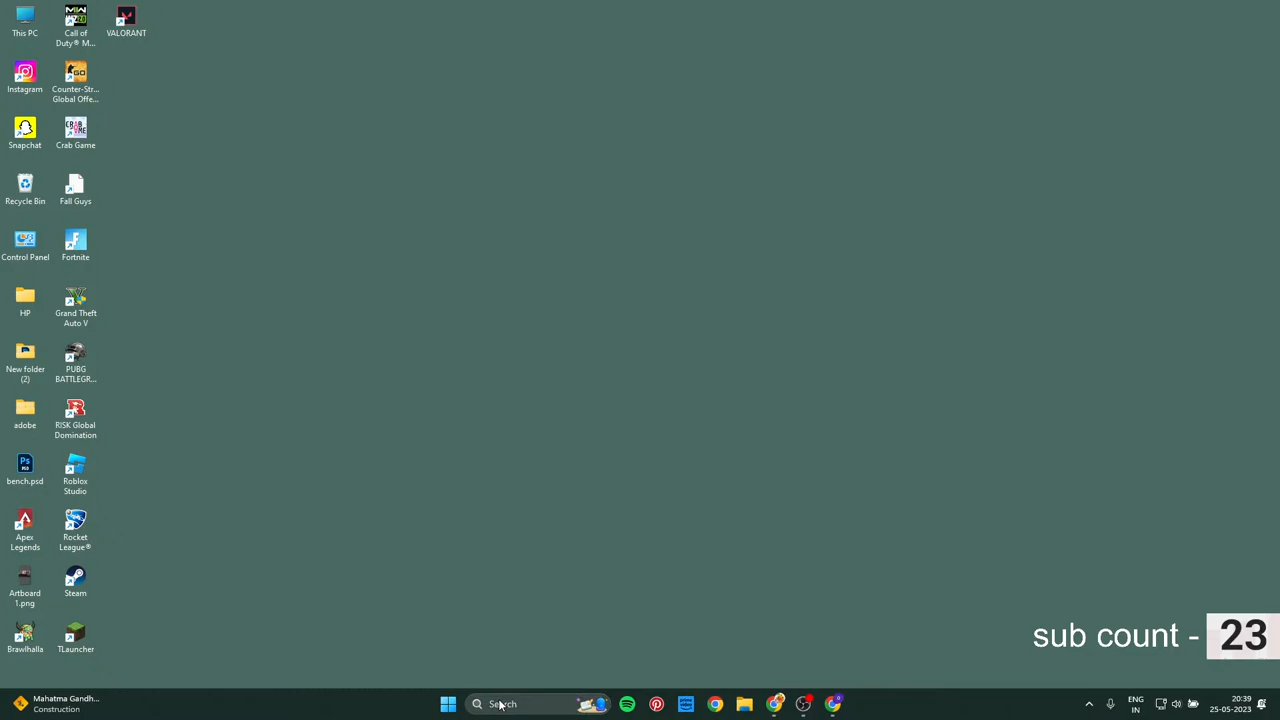 This PC
Call of
Duty® M...
VALORANT
Instagram
Counter-Str...
Global Offe...
Snapchat
Crab Game
Recycle Bin
Fall Guys
Control Panel
Fortnite
HP
Grand Theft
Auto V
New folder
(2)
PUBG
BATTLEGR...
adobe
RISK Global
Domination
bench.psd
Roblox
Studio
Apex
Legends
Rocket
League®
Artboard
1.png
Steam
Brawlhalla
TLauncher
sub count - 23
Mahatma Gandh...
Construction
Search
ENG
IN
20:39
25-05-2023